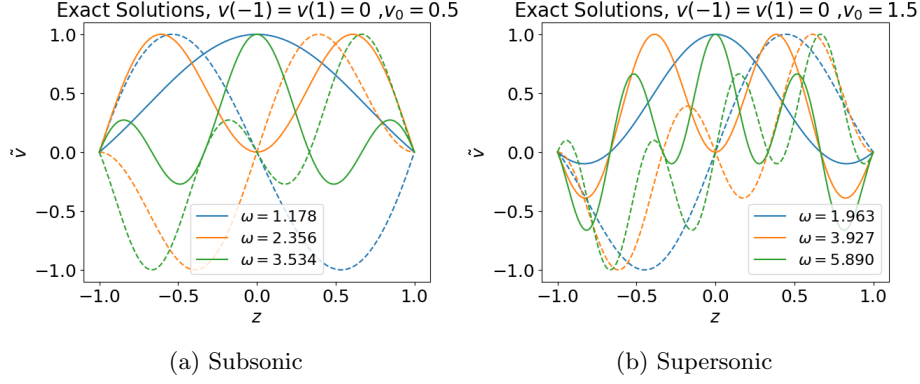 Exact Solutions, v(−1) = v(1) = 0 ,v₀ = 0.5
1.0
0.5
0.0
−0.5
−1.0
ṽ
ω = 1.178
ω = 2.356
ω = 3.534
−1.0 −0.5 0.0 0.5 1.0
z
(a) Subsonic
Exact Solutions, v(−1) = v(1) = 0 ,v₀ = 1.5
1.0
0.5
0.0
−0.5
−1.0
ṽ
ω = 1.963
ω = 3.927
ω = 5.890
−1.0 −0.5 0.0 0.5 1.0
z
(b) Supersonic